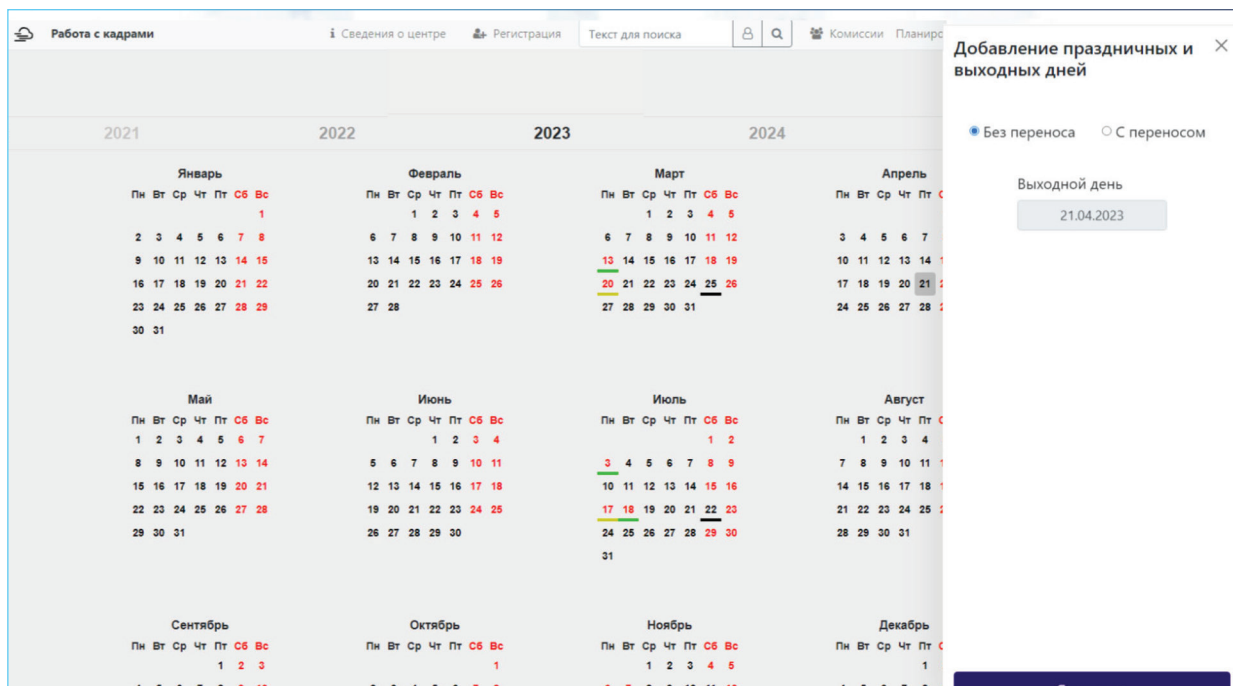 Работа с кадрами
Сведения о центре
Регистрация
Текст для поиска
Комиссии
Добавление праздничных и
выходных дней
2021 2022 2023 2024
Без переноса С переносом
Выходной день
21.04.2023
Январь
Пн Вт Ср Чт Пт Сб Вс
1
2 3 4 5 6 7 8
9 10 11 12 13 14 15
16 17 18 19 20 21 22
23 24 25 26 27 28 29
30 31
Февраль
Пн Вт Ср Чт Пт Сб Вс
1 2 3 4 5
6 7 8 9 10 11 12
13 14 15 16 17 18 19
20 21 22 23 24 25 26
27 28
Март
Пн Вт Ср Чт Пт Сб Вс
1 2 3 4 5
6 7 8 9 10 11 12
13 14 15 16 17 18 19
20 21 22 23 24 25 26
27 28 29 30 31
Апрель
Пн Вт Ср Чт Пт
3 4 5 6 7
10 11 12 13 14
17 18 19 20 21
24 25 26 27 28
Май
Пн Вт Ср Чт Пт Сб Вс
1 2 3 4 5 6 7
8 9 10 11 12 13 14
15 16 17 18 19 20 21
22 23 24 25 26 27 28
29 30 31
Июнь
Пн Вт Ср Чт Пт Сб Вс
1 2 3 4
5 6 7 8 9 10 11
12 13 14 15 16 17 18
19 20 21 22 23 24 25
26 27 28 29 30
Июль
Пн Вт Ср Чт Пт Сб Вс
1 2
3 4 5 6 7 8 9
10 11 12 13 14 15 16
17 18 19 20 21 22 23
24 25 26 27 28 29 30
31
Август
Пн Вт Ср Чт Пт
1 2 3 4
7 8 9 10 11
14 15 16 17 18
21 22 23 24 25
28 29 30 31
Сентябрь
Пн Вт Ср Чт Пт Сб Вс
1 2 3
Октябрь
Пн Вт Ср Чт Пт Сб Вс
1
Ноябрь
Пн Вт Ср Чт Пт Сб Вс
1 2 3 4 5
Декабрь
Пн Вт Ср Чт Пт
1